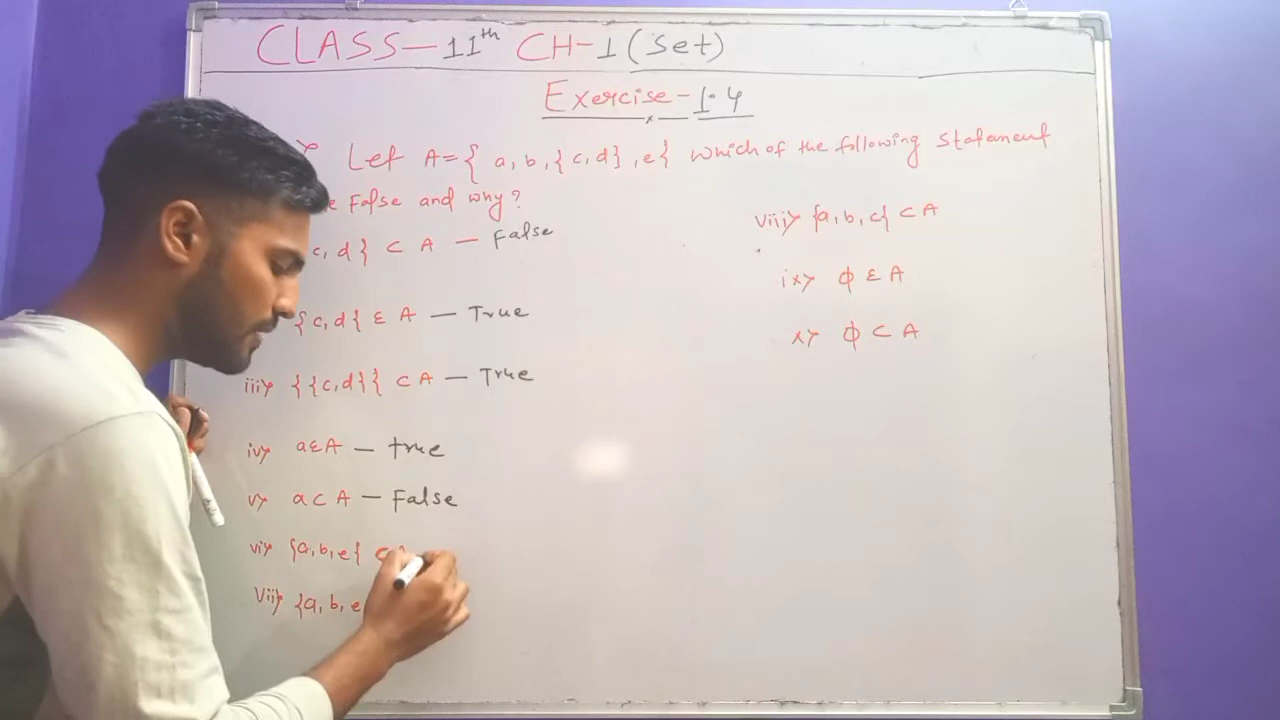 CLASS—11th CH-1 (Set)
Exercise-1.4
Let A={ a, b, {c, d}, e} which of the following Statament
False and why?
c, d} ⊂ A — False
{c, d{ ε A — True
iii> {{c, d}} ⊂ A — True
iv> a ε A — true
v> a ⊂ A — False
vi> {a, b, e{ ⊂
vii> {a, b, e
viii> {a, b, c} ⊂ A
ix> ϕ ε A
x> ϕ ⊂ A